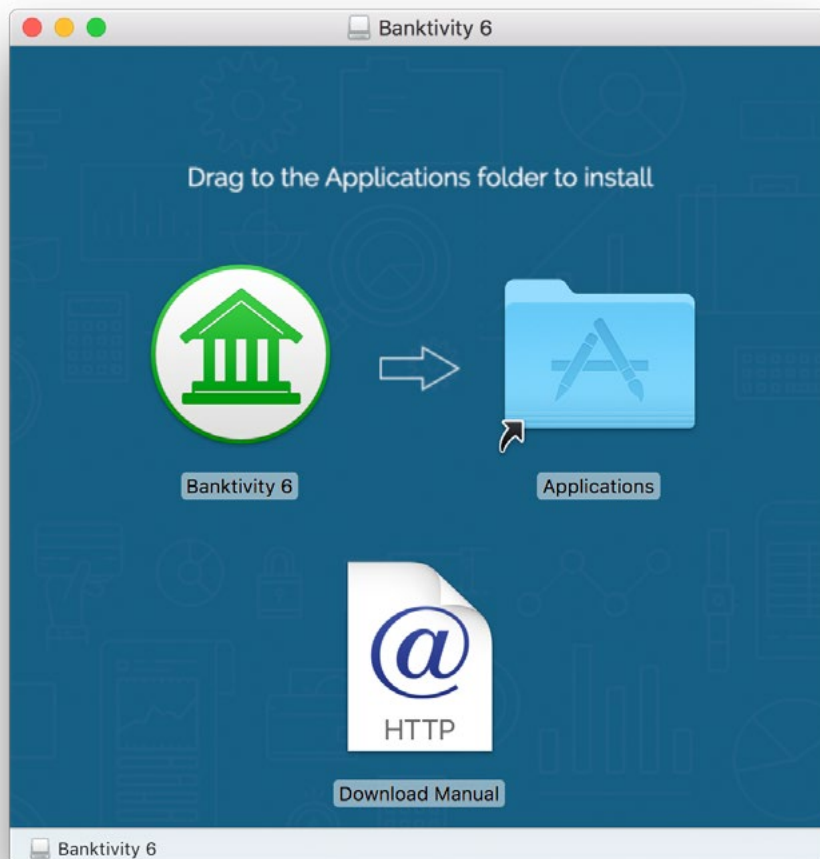 Banktivity 6
Drag to the Applications folder to install
Banktivity 6
Applications
@
HTTP
Download Manual
Banktivity 6